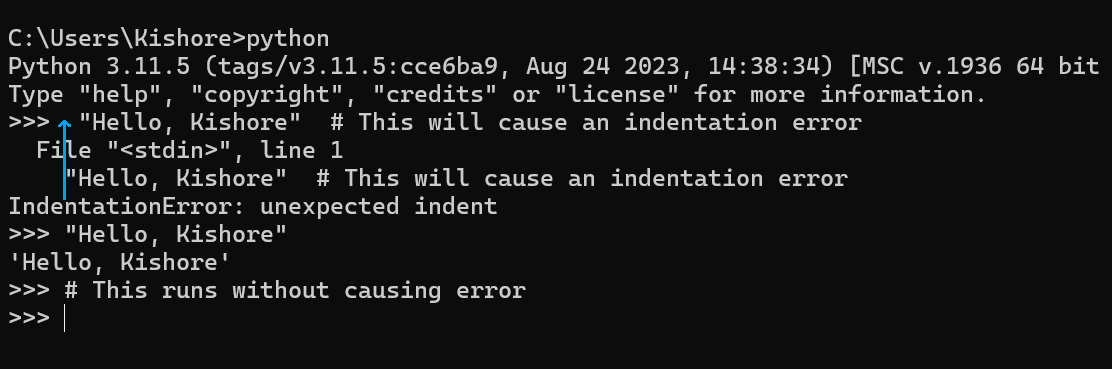 C:\Users\Kishore>python
Python 3.11.5 (tags/v3.11.5:cce6ba9, Aug 24 2023, 14:38:34) [MSC v.1936 64 bit
Type "help", "copyright", "credits" or "license" for more information.
>>>  "Hello, Kishore"  # This will cause an indentation error
  File "<stdin>", line 1
    "Hello, Kishore"  # This will cause an indentation error
IndentationError: unexpected indent
>>> "Hello, Kishore"
'Hello, Kishore'
>>> # This runs without causing error
>>>